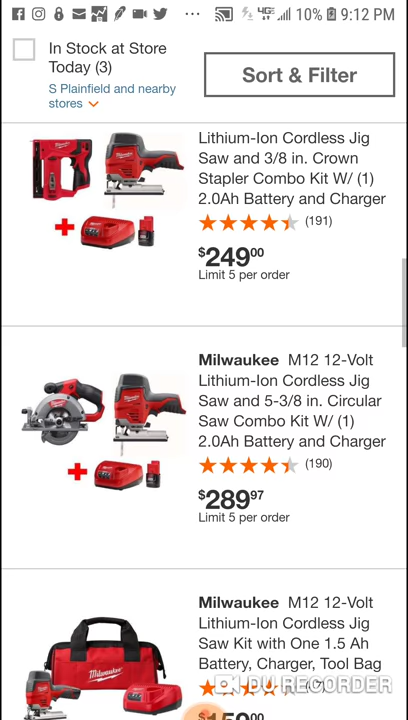 10% 9:12 PM
In Stock at Store
Today (3)
S Plainfield and nearby
stores
Sort & Filter
Lithium-Ion Cordless Jig
Saw and 3/8 in. Crown
Stapler Combo Kit W/ (1)
2.0Ah Battery and Charger
(191)
$249 00
Limit 5 per order
Milwaukee M12 12-Volt
Lithium-Ion Cordless Jig
Saw and 5-3/8 in. Circular
Saw Combo Kit W/ (1)
2.0Ah Battery and Charger
(190)
$289 97
Limit 5 per order
Milwaukee M12 12-Volt
Lithium-Ion Cordless Jig
Saw Kit with One 1.5 Ah
Battery, Charger, Tool Bag
Milwaukee
DU RECORDER